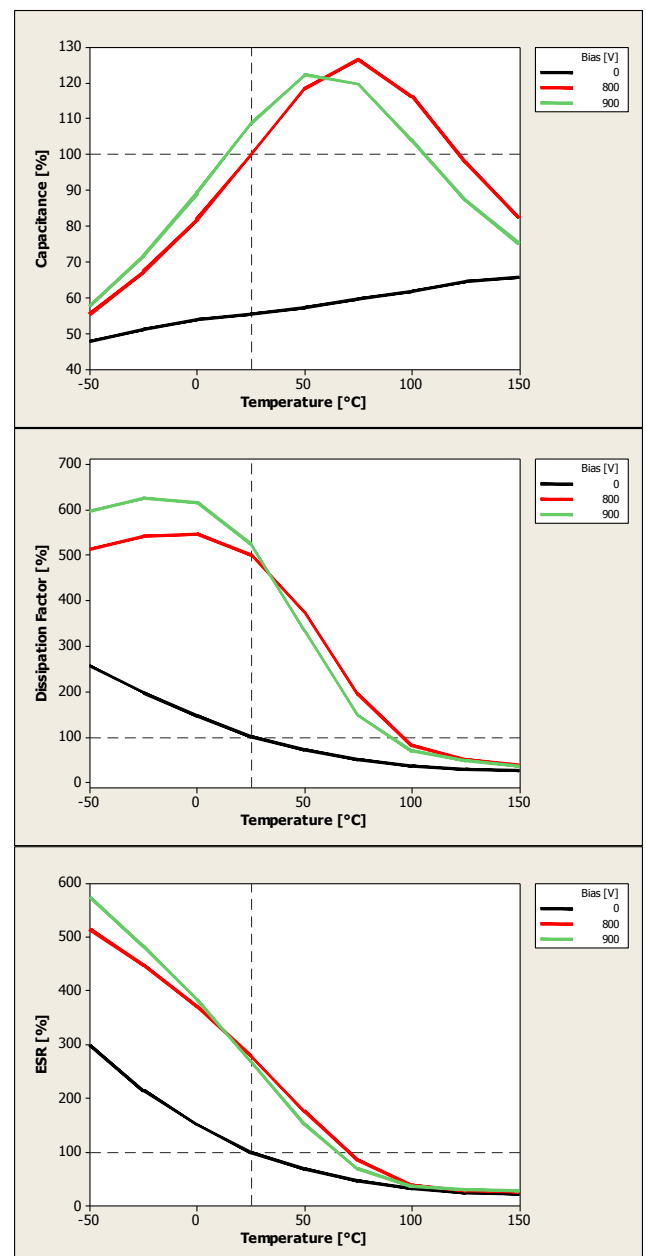 130
120
110
100
90
80
70
60
50
40
Capacitance [%]
-50 0 50 100 150
Temperature [°C]
Bias [V]
0
800
900
700
600
500
400
300
200
100
0
Dissipation Factor [%]
-50 0 50 100 150
Temperature [°C]
Bias [V]
0
800
900
600
500
400
300
200
100
0
ESR [%]
-50 0 50 100 150
Temperature [°C]
Bias [V]
0
800
900